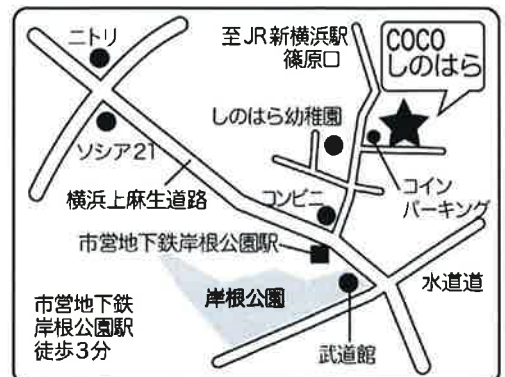 ニトリ
至JR新横浜駅
篠原口
COCO
しのはら
しのはら幼稚園
ソシア21
コイン
パーキング
横浜上麻生道路
コンビニ
市営地下鉄岸根公園駅
水道道
岸根公園
市営地下鉄
岸根公園駅
徒歩3分
武道館